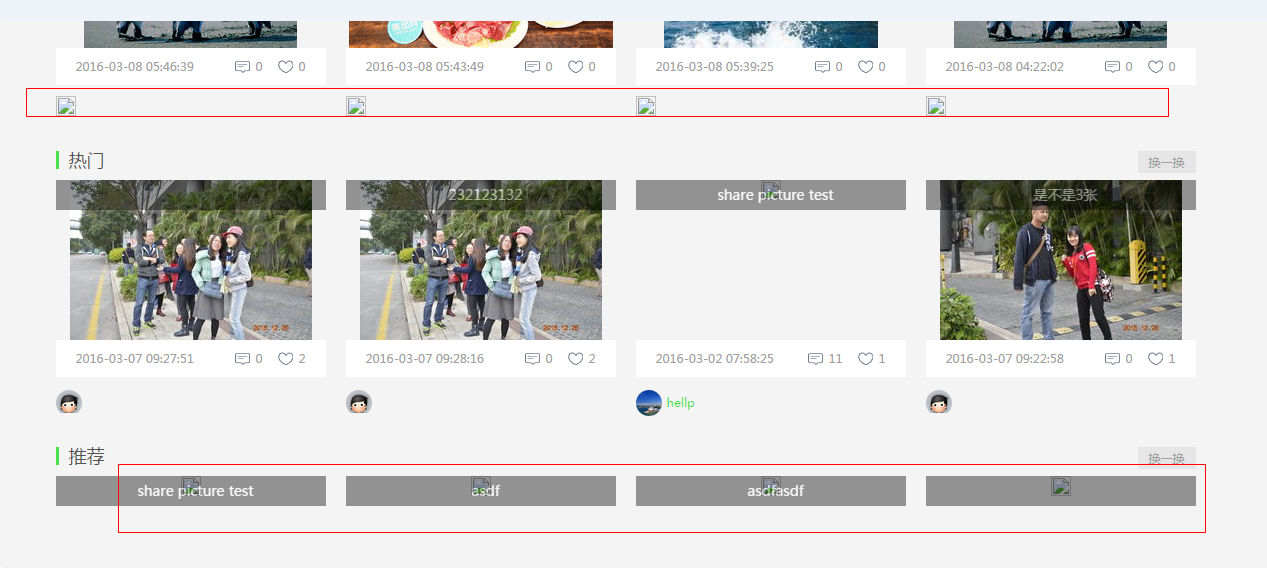 2016-03-08 05:46:39 0 0
2016-03-08 05:43:49 0 0
2016-03-08 05:39:25 0 0
2016-03-08 04:22:02 0 0
热门 换一换
232123132
share picture test
是不是3张
2015.12.26
2015.12.26
2015.12.26
2016-03-07 09:27:51 0 2
2016-03-07 09:28:16 0 2
2016-03-02 07:58:25 11 1
2016-03-07 09:22:58 0 1
hellp
推荐 换一换
share picture test
asdf
asdfasdf